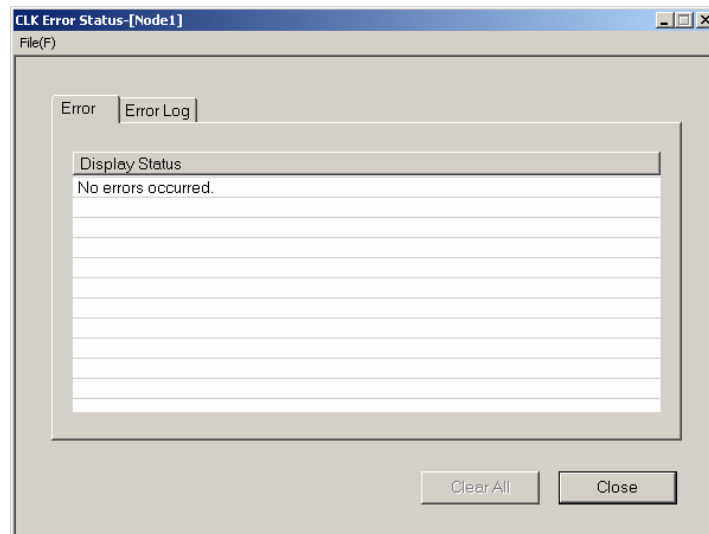 CLK Error Status-[Node1]
File(F)
Error Error Log
Display Status
No errors occurred.
Clear All Close